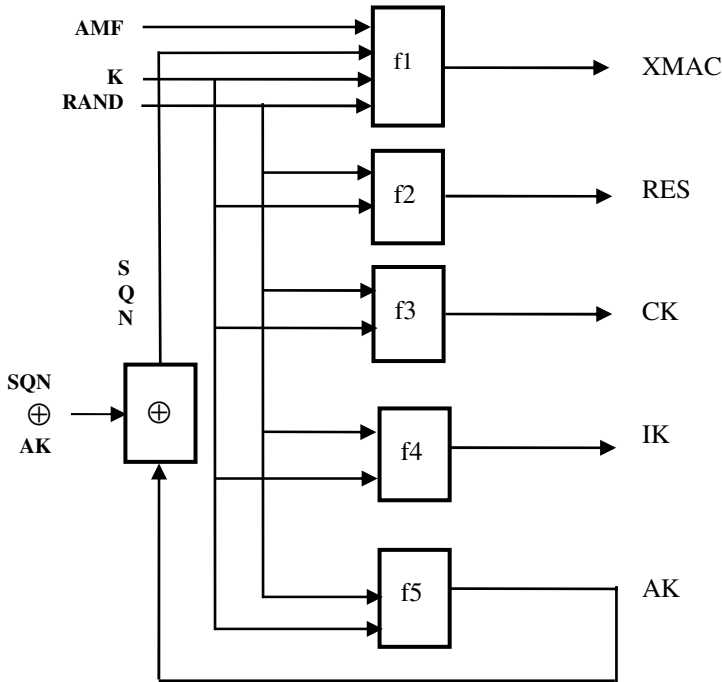 AMF
K
RAND
f1
XMAC
f2
RES
S
Q
N
f3
CK
SQN
⊕
AK
⊕
f4
IK
f5
AK